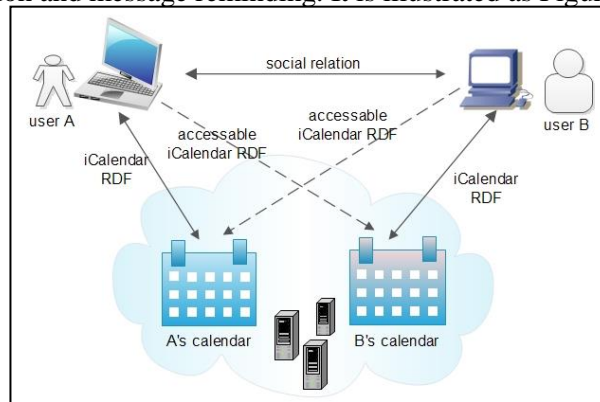 on and message reminding. It is illustrated as Figu
social relation
user A
user B
accessable
iCalendar RDF
accessable
iCalendar RDF
iCalendar
RDF
iCalendar
RDF
A's calendar
B's calendar